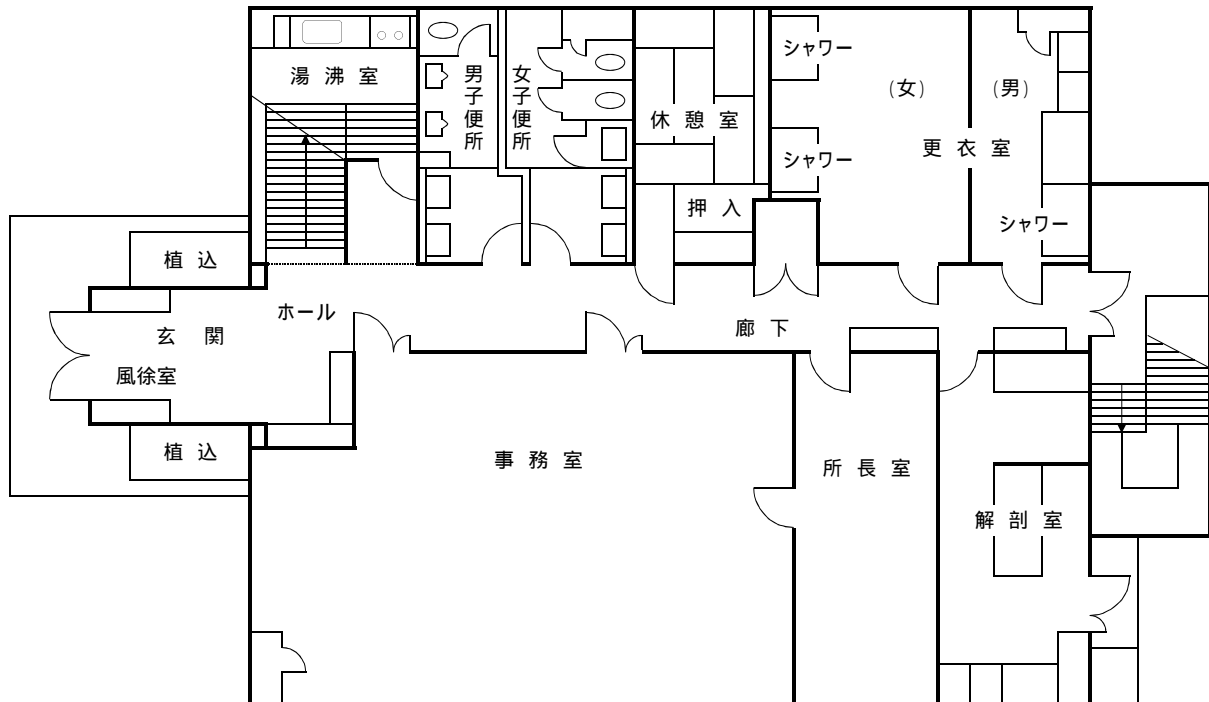 シャワー
湯沸室
男子便所
女子便所
(女)
(男)
休憩室
更衣室
シャワー
押入
シャワー
植込
ホール
廊下
玄関
風徐室
植込
事務室
所長室
解剖室